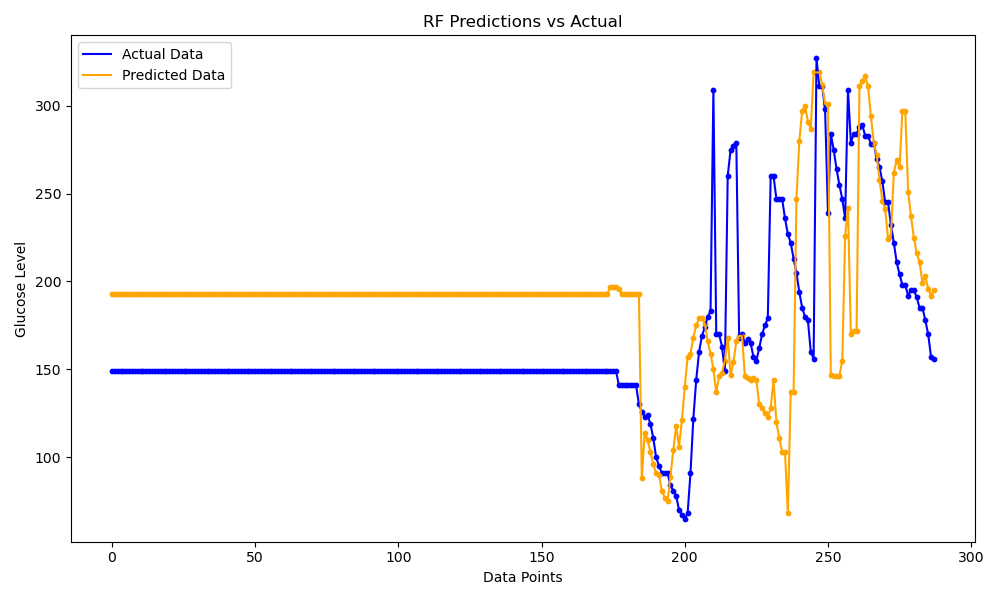 RF Predictions vs Actual
Actual Data
Predicted Data
Glucose Level
300
250
200
150
100
0 50 100 150 200 250 300
Data Points